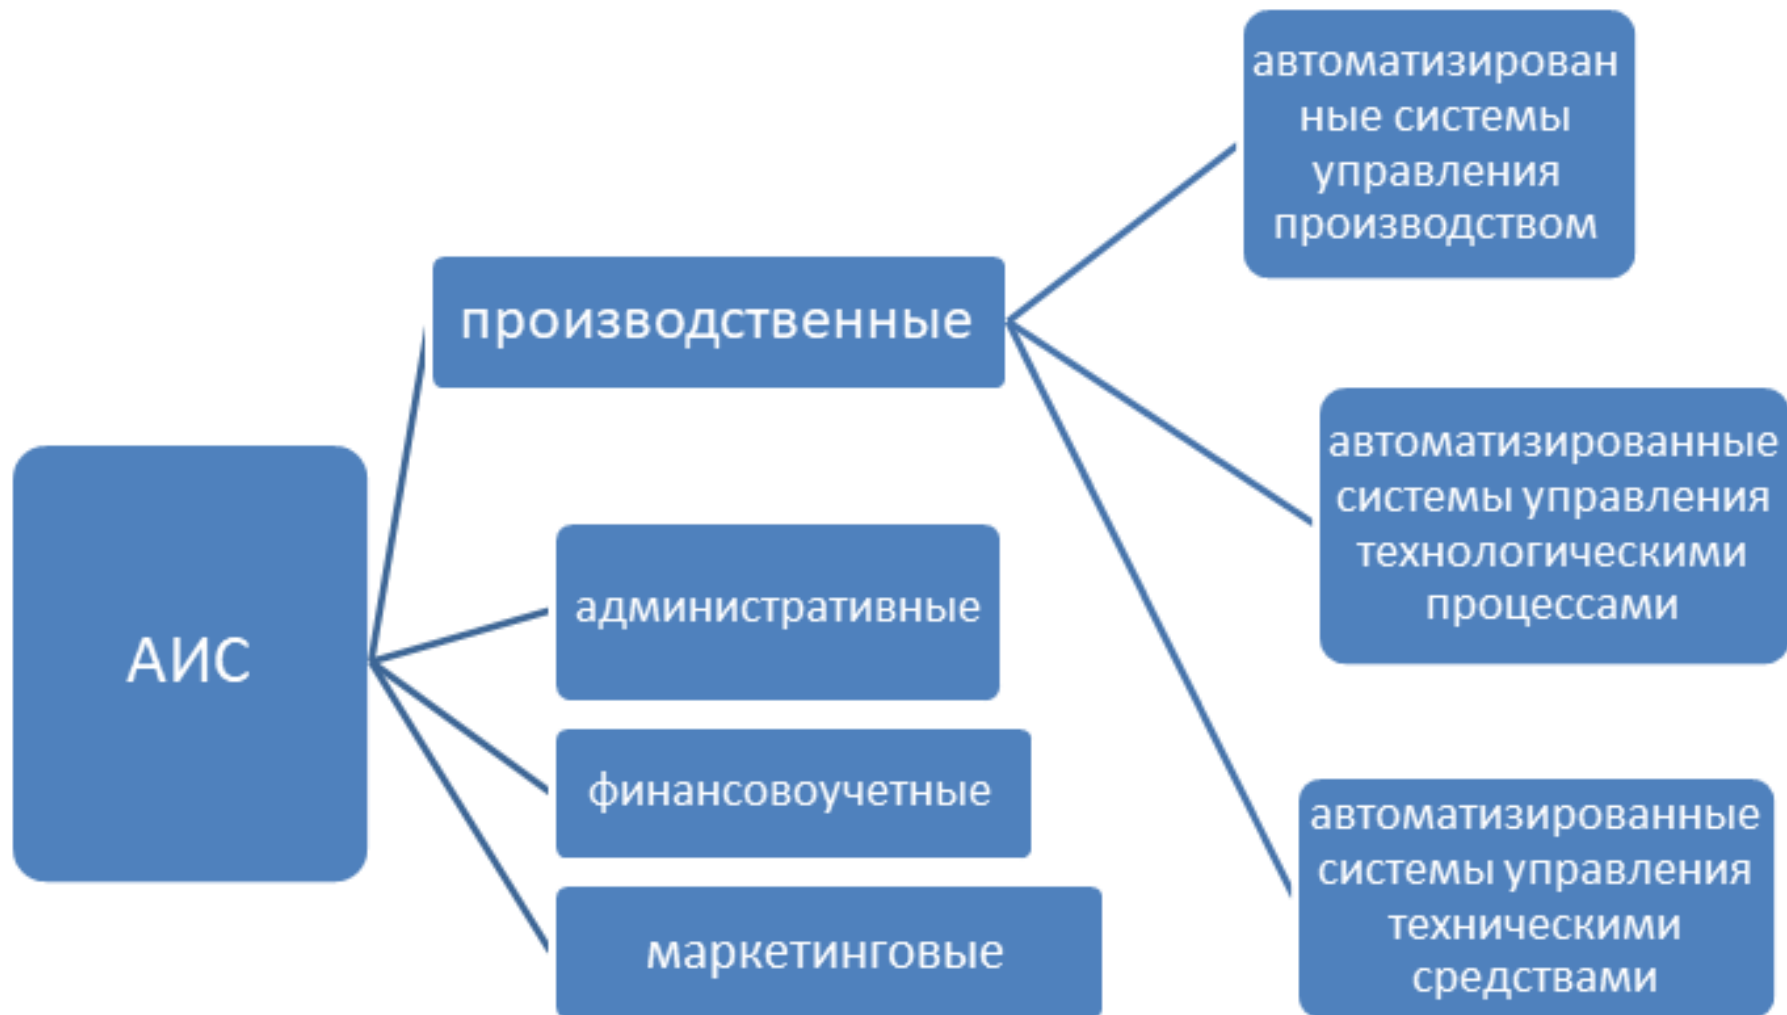 АИС
производственные
административные
финансовоучетные
маркетинговые
автоматизирован
ные системы
управления
производством
автоматизированные
системы управления
технологическими
процессами
автоматизированные
системы управления
техническими
средствами